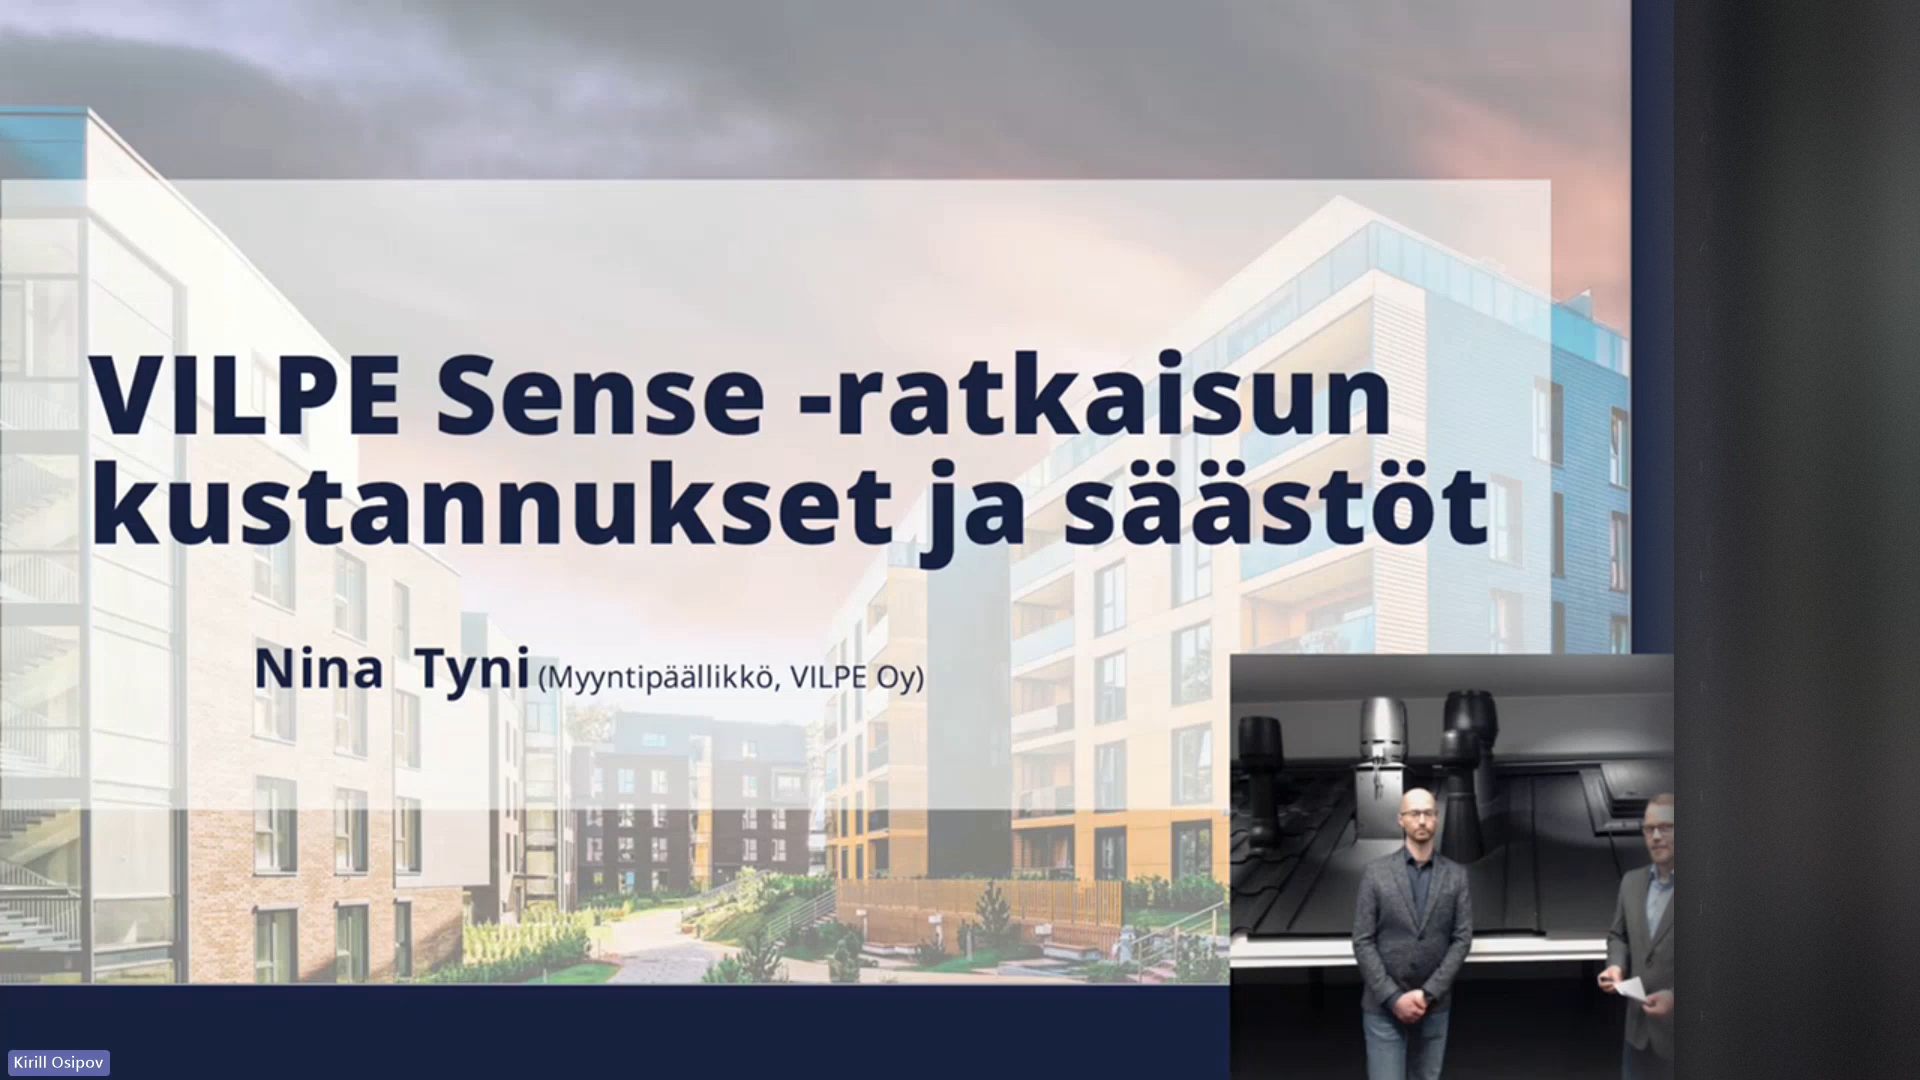 VILPE Sense -ratkaisun
kustannukset ja säästöt
Nina Tyni (Myyntipäällikkö, VILPE Oy)
Kirill Osipov